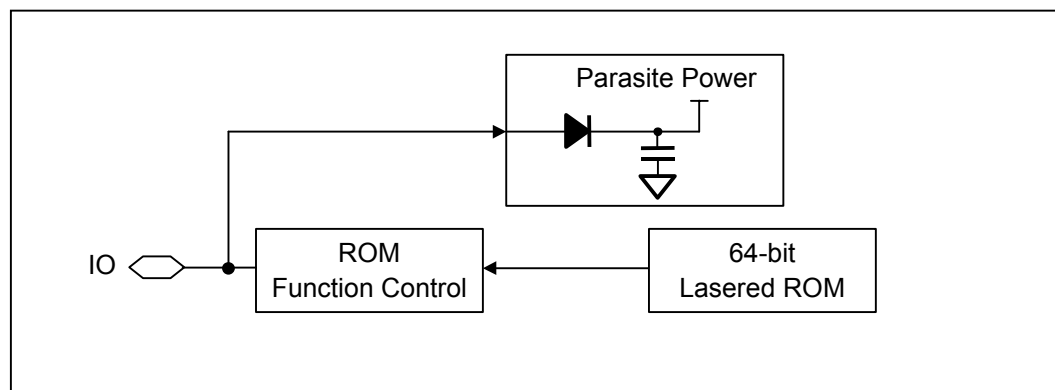 Parasite Power
IO
ROM
Function Control
64-bit
Lasered ROM